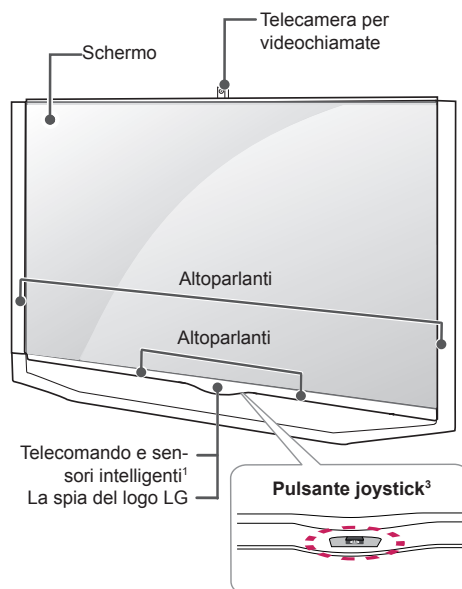 Telecamera per
videochiamate
Schermo
Altoparlanti
Altoparlanti
Telecomando e sen-
sori intelligenti¹
La spia del logo LG
Pulsante joystick³